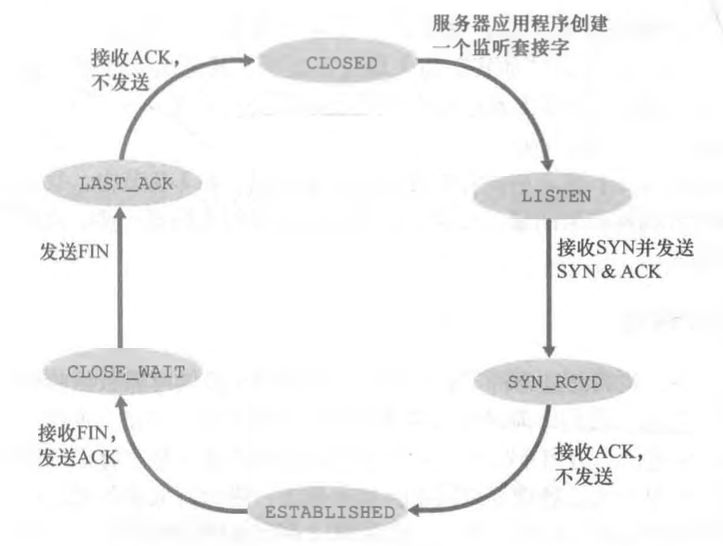 服务器应用程序创建
一个监听套接字
接收ACK,
不发送
CLOSED
LAST_ACK
LISTEN
发送FIN
接收SYN并发送
SYN & ACK
CLOSE_WAIT
SYN_RCVD
接收FIN,
发送ACK
接收ACK,
不发送
ESTABLISHED